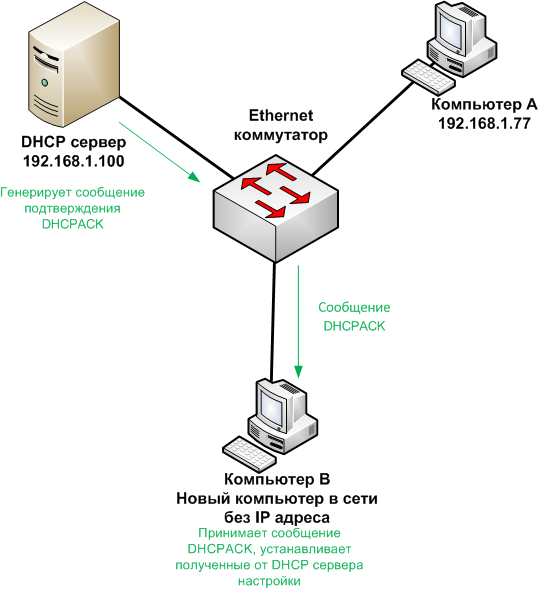 DHCP сервер
192.168.1.100
Генерирует сообщение
подтверждения
DHCPACK
Ethernet
коммутатор
Компьютер A
192.168.1.77
Сообщение
DHCPACK
Компьютер B
Новый компьютер в сети
без IP адреса
Принимает сообщение
DHCPACK, устанавливает
полученные от DHCP сервера
настройки